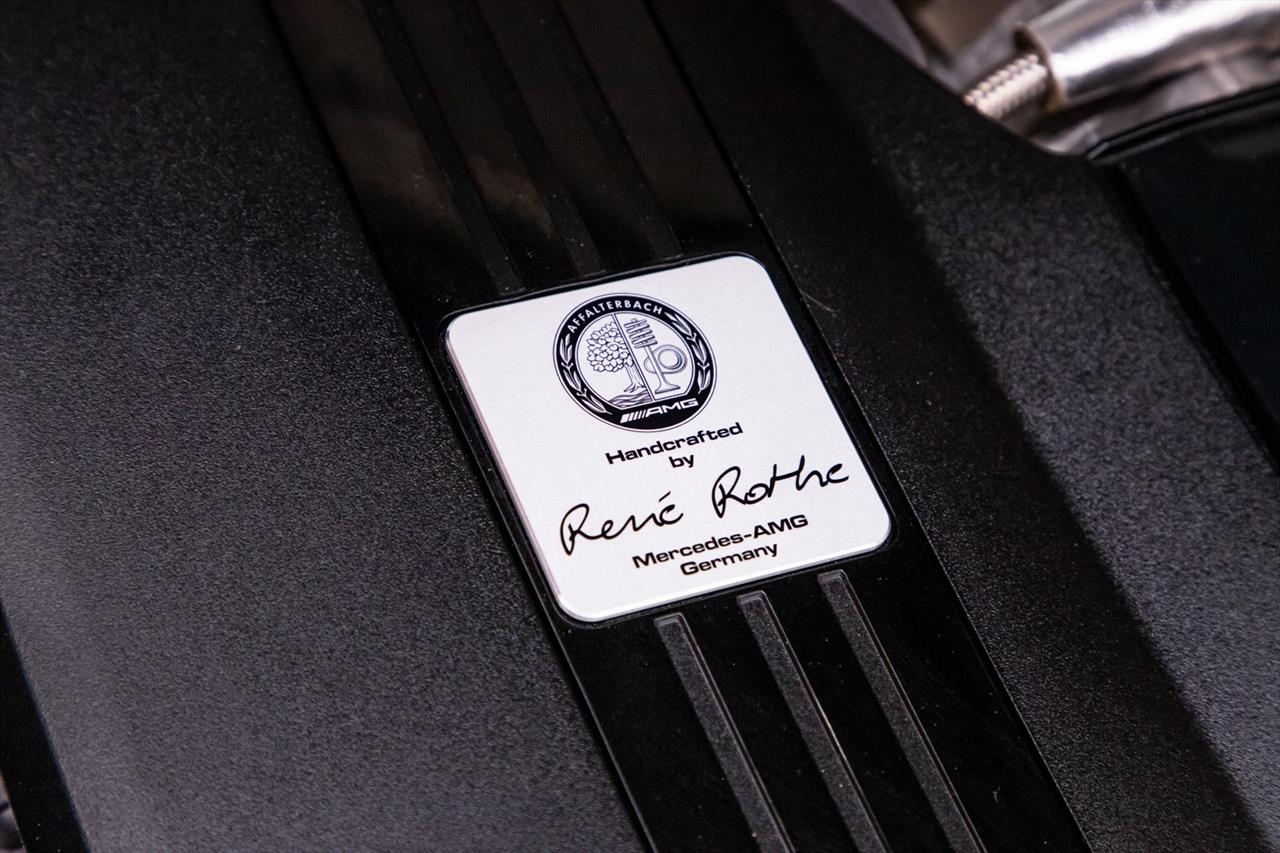 AFFALTERBACH
AMG
Handcrafted
by
René Rothe
Mercedes-AMG
Germany